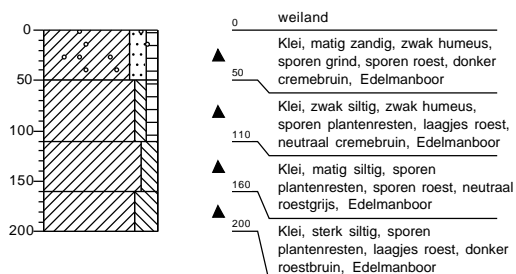 0
50
100
150
200
0
weiland
Klei, matig zandig, zwak humeus,
sporen grind, sporen roest, donker
cremebruin, Edelmanboor
50
Klei, zwak siltig, zwak humeus,
sporen plantenresten, laagjes roest,
neutraal cremebruin, Edelmanboor
110
Klei, matig siltig, sporen
plantenresten, sporen roest, neutraal
roestgrijs, Edelmanboor
160
Klei, sterk siltig, sporen
plantenresten, laagjes roest, donker
roestbruin, Edelmanboor
200